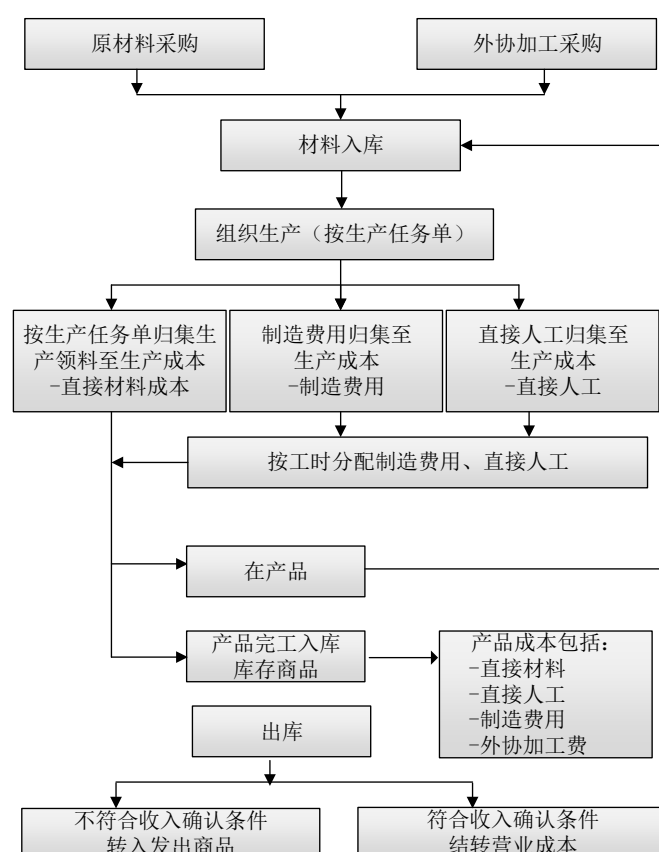 原材料采购
外协加工采购
材料入库
组织生产（按生产任务单）
按生产任务单归集生
产领料至生产成本
-直接材料成本
制造费用归集至
生产成本
-制造费用
直接人工归集至
生产成本
-直接人工
按工时分配制造费用、直接人工
在产品
产品完工入库
库存商品
产品成本包括：
-直接材料
-直接人工
-制造费用
-外协加工费
出库
不符合收入确认条件
转入发出商品
符合收入确认条件
结转营业成本